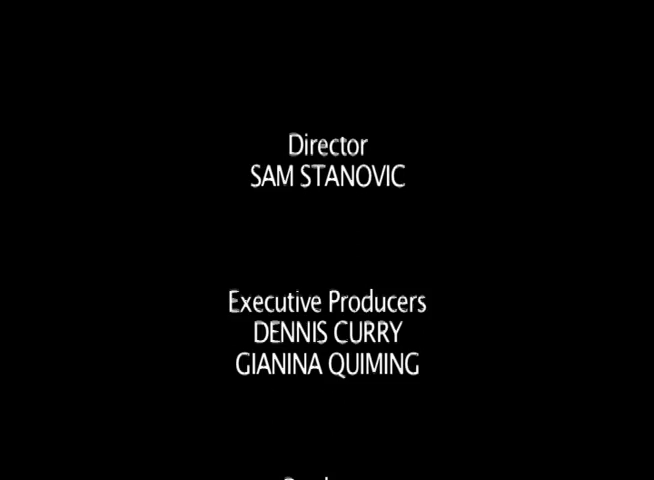 Director
SAM STANOVIC
Executive Producers
DENNIS CURRY
GIANINA QUIMING